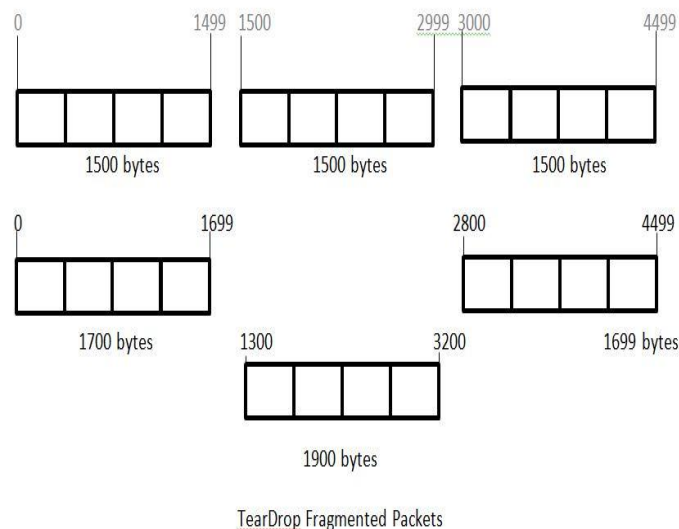 0 1499 1500 2999 3000 4499
1500 bytes 1500 bytes 1500 bytes
0 1699 2800 4499
1700 bytes 1699 bytes
1300 3200
1900 bytes
TearDrop Fragmented Packets